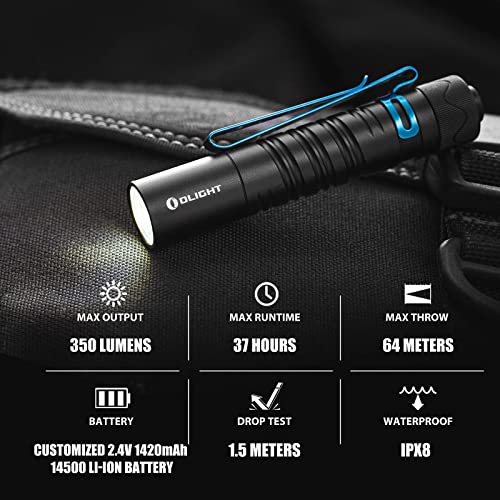 OLIGHT
MAX OUTPUT
350 LUMENS
MAX RUNTIME
37 HOURS
MAX THROW
64 METERS
BATTERY
CUSTOMIZED 2.4V 1420mAh
14500 LI-ION BATTERY
DROP TEST
1.5 METERS
WATERPROOF
IPX8